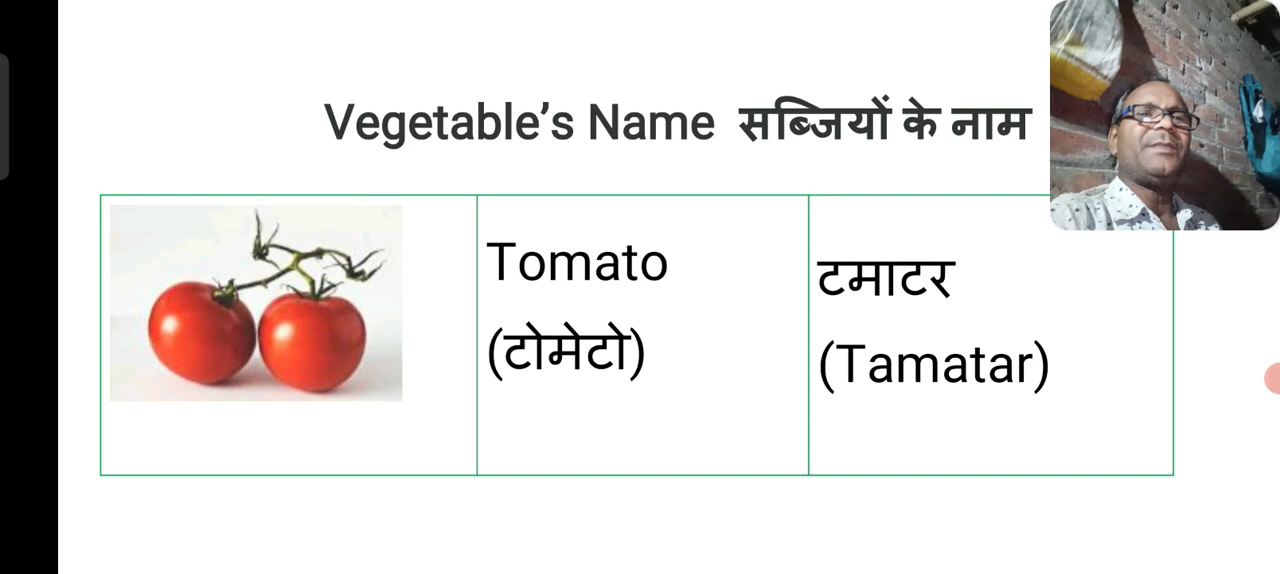 Vegetable’s Name सब्जियों के नाम
Tomato
(टोमेटो)
टमाटर
(Tamatar)